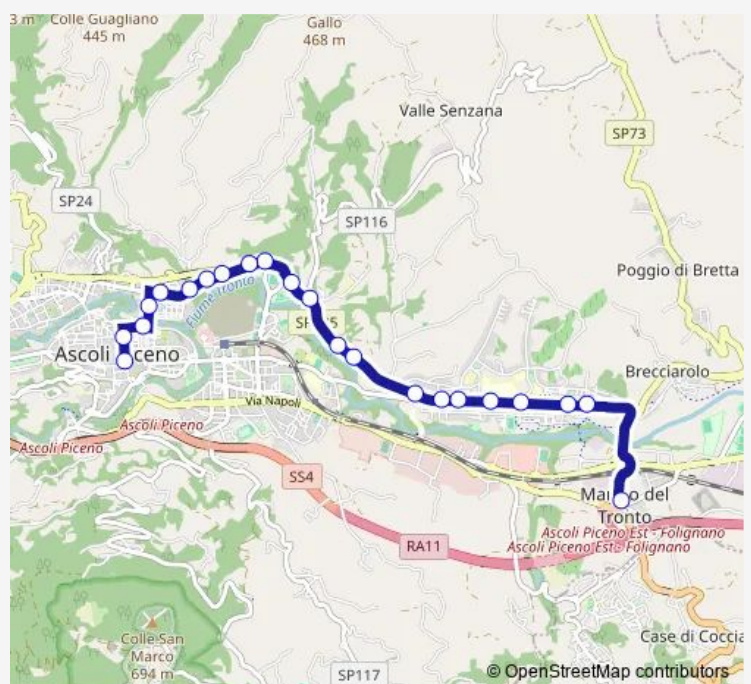 3 m
Colle Guagliano
445 m
Gallo
468 m
Valle Senzana
SP73
SP24
SP116
Poggio di Bretta
Fiume Tronto
Brecciarolo
Ascoli
ceno
Via Napoli
Ascoli Piceno
Ascoli Piceno
SS4
del
Tronto
Ascoli Piceno Est - Folignano
Ascoli Piceno Est - Folignano
RA11
Colle San
Marco
694 m
Case di Coccia
SP117
© OpenStreetMap contributors